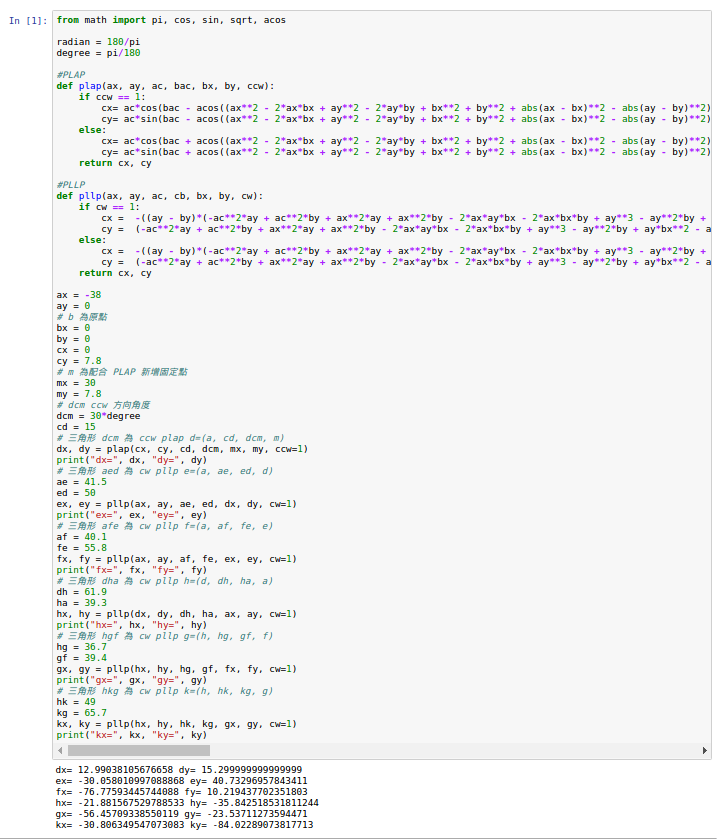 In [1]:
from math import pi, cos, sin, sqrt, acos
radian = 180/pi
degree = pi/180
#PLAP
def plap(ax, ay, ac, bac, bx, by, ccw):
if ccw == 1:
cx= ac*cos(bac - acos((ax**2 - 2*ax*bx + ay**2 - 2*ay*by + bx**2 + by**2 + abs(ax - bx)**2 - abs(ay - by)**2)
cy= ac*sin(bac - acos((ax**2 - 2*ax*bx + ay**2 - 2*ay*by + bx**2 + by**2 + abs(ax - bx)**2 - abs(ay - by)**2)
else:
cx= ac*cos(bac + acos((ax**2 - 2*ax*bx + ay**2 - 2*ay*by + bx**2 + by**2 + abs(ax - bx)**2 - abs(ay - by)**2)
cy= ac*sin(bac + acos((ax**2 - 2*ax*bx + ay**2 - 2*ay*by + bx**2 + by**2 + abs(ax - bx)**2 - abs(ay - by)**2)
return cx, cy
#PLLP
def pllp(ax, ay, ac, cb, bx, by, cw):
if cw == 1:
cx = -((ay - by)*(-ac**2*ay + ac**2*by + ax**2*ay + ax**2*by - 2*ax*ay*bx - 2*ax*bx*by + ay**3 - ay**2*by +
cy = (-ac**2*ay + ac**2*by + ax**2*ay + ax**2*by - 2*ax*ay*bx - 2*ax*bx*by + ay**3 - ay**2*by + ay*bx**2 - a
else:
cx = -((ay - by)*(-ac**2*ay + ac**2*by + ax**2*ay + ax**2*by - 2*ax*ay*bx - 2*ax*bx*by + ay**3 - ay**2*by +
cy = (-ac**2*ay + ac**2*by + ax**2*ay + ax**2*by - 2*ax*ay*bx - 2*ax*bx*by + ay**3 - ay**2*by + ay*bx**2 - a
return cx, cy
ax = -38
ay = 0
# b 為原點
bx = 0
by = 0
cx = 0
cy = 7.8
# m 為配合 PLAP 新增固定點
mx = 30
my = 7.8
# dcm ccw 方向角度
dcm = 30*degree
cd = 15
# 三角形 dcm 為 ccw plap d=(a, cd, dcm, m)
dx, dy = plap(cx, cy, cd, dcm, mx, my, ccw=1)
print("dx=", dx, "dy=", dy)
# 三角形 aed 為 cw pllp e=(a, ae, ed, d)
ae = 41.5
ed = 50
ex, ey = pllp(ax, ay, ae, ed, dx, dy, cw=1)
print("ex=", ex, "ey=", ey)
# 三角形 afe 為 cw pllp f=(a, af, fe, e)
af = 40.1
fe = 55.8
fx, fy = pllp(ax, ay, af, fe, ex, ey, cw=1)
print("fx=", fx, "fy=", fy)
# 三角形 dha 為 cw pllp h=(d, dh, ha, a)
dh = 61.9
ha = 39.3
hx, hy = pllp(dx, dy, dh, ha, ax, ay, cw=1)
print("hx=", hx, "hy=", hy)
# 三角形 hgf 為 cw pllp g=(h, hg, gf, f)
hg = 36.7
gf = 39.4
gx, gy = pllp(hx, hy, hg, gf, fx, fy, cw=1)
print("gx=", gx, "gy=", gy)
# 三角形 hkg 為 cw pllp k=(h, hk, kg, g)
hk = 49
kg = 65.7
kx, ky = pllp(hx, hy, hk, kg, gx, gy, cw=1)
print("kx=", kx, "ky=", ky)
dx= 12.99038105676658 dy= 15.299999999999999
ex= -30.058010997088868 ey= 40.73296957843411
fx= -76.77593445744088 fy= 10.219437702351803
hx= -21.881567529788533 hy= -35.842518531811244
gx= -56.45709338550119 gy= -23.53711273594471
kx= -30.806349547073083 ky= -84.02289073817713